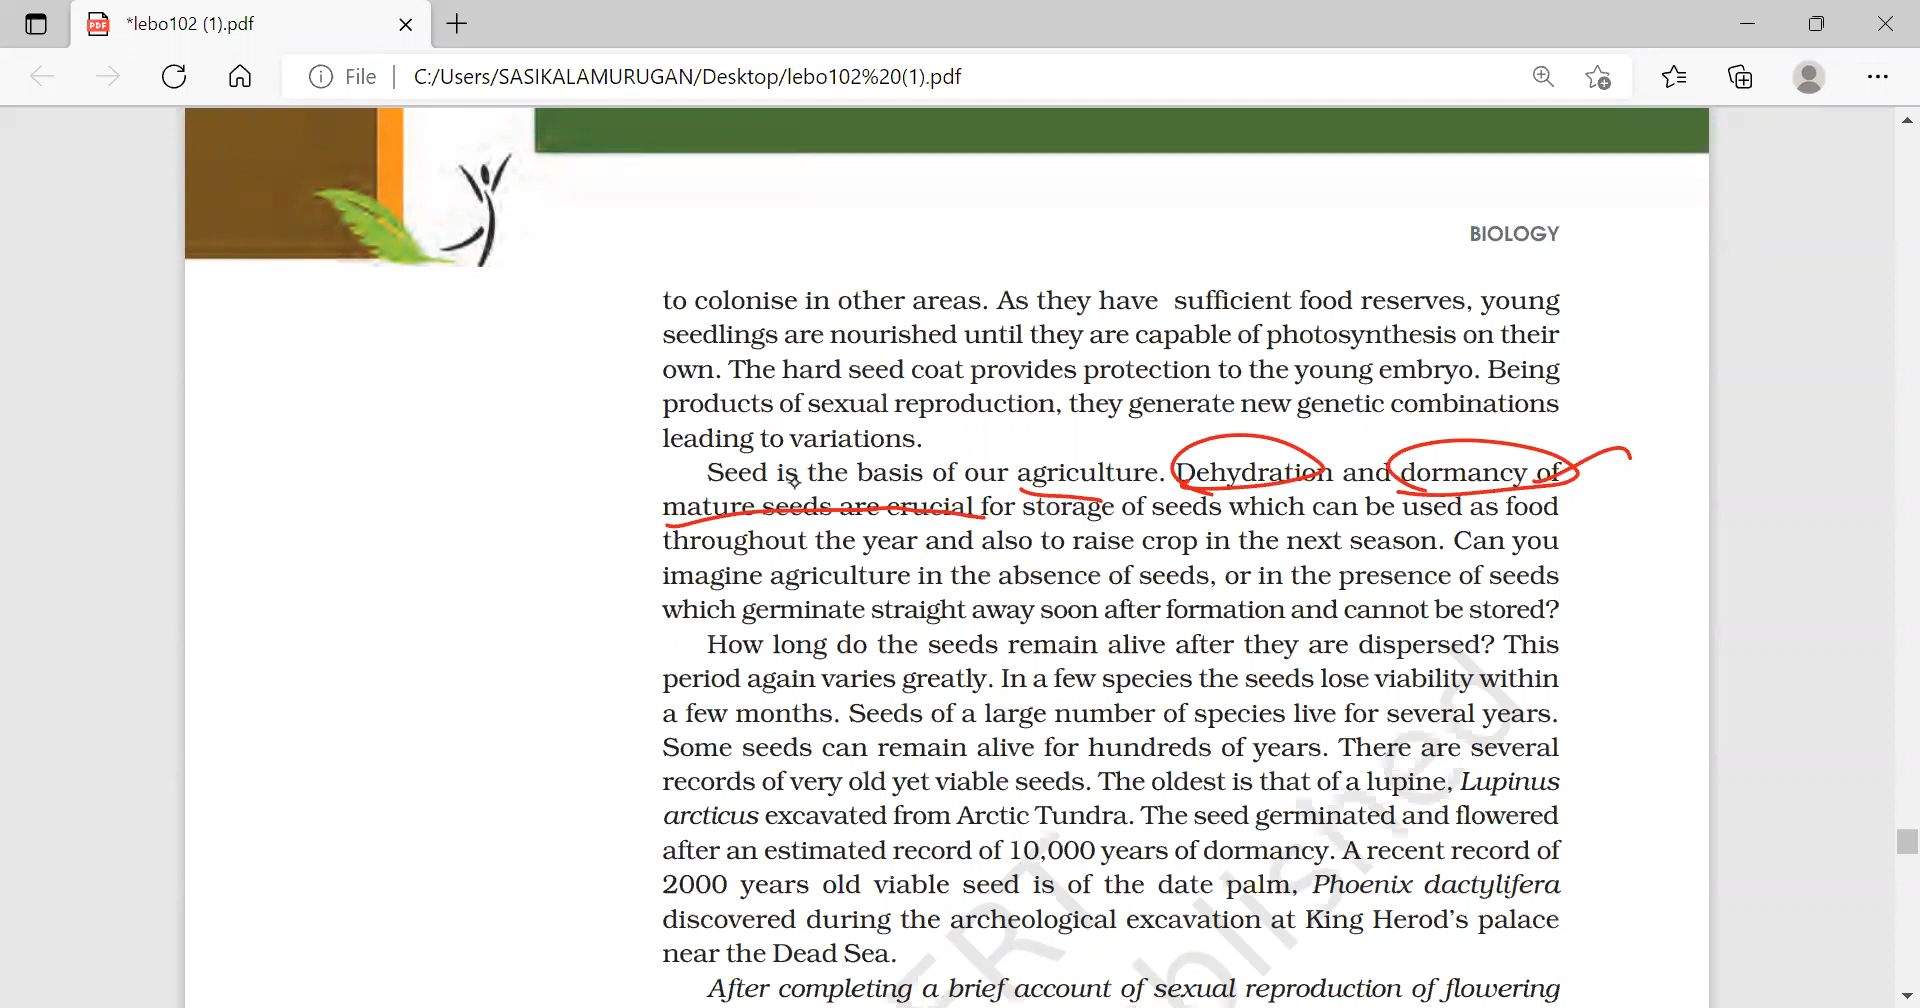 *lebo102 (1).pdf
File | C:/Users/SASIKALAMURUGAN/Desktop/lebo102%20(1).pdf
BIOLOGY
to colonise in other areas. As they have sufficient food reserves, young
seedlings are nourished until they are capable of photosynthesis on their
own. The hard seed coat provides protection to the young embryo. Being
products of sexual reproduction, they generate new genetic combinations
leading to variations.
Seed is the basis of our agriculture. Dehydration and dormancy of
mature seeds are crucial for storage of seeds which can be used as food
throughout the year and also to raise crop in the next season. Can you
imagine agriculture in the absence of seeds, or in the presence of seeds
which germinate straight away soon after formation and cannot be stored?
How long do the seeds remain alive after they are dispersed? This
period again varies greatly. In a few species the seeds lose viability within
a few months. Seeds of a large number of species live for several years.
Some seeds can remain alive for hundreds of years. There are several
records of very old yet viable seeds. The oldest is that of a lupine, Lupinus
arcticus excavated from Arctic Tundra. The seed germinated and flowered
after an estimated record of 10,000 years of dormancy. A recent record of
2000 years old viable seed is of the date palm, Phoenix dactylifera
discovered during the archeological excavation at King Herod's palace
near the Dead Sea.
After completing a brief account of sexual reproduction of flowering